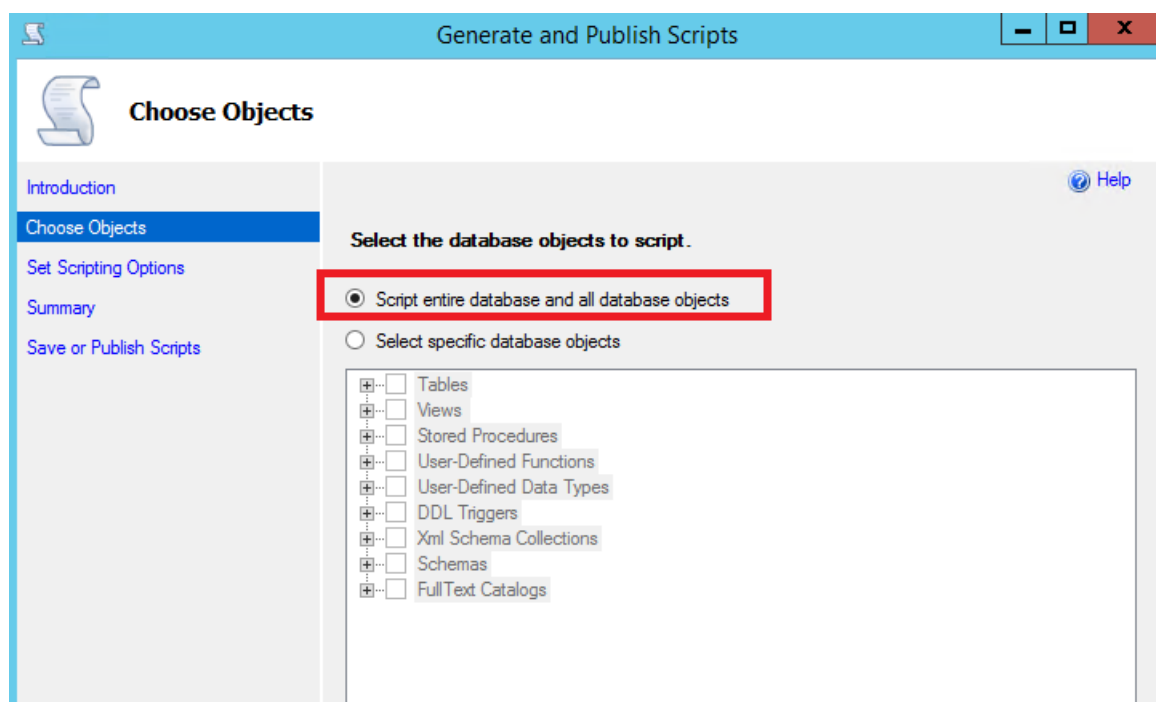 Generate and Publish Scripts
Choose Objects
Introduction
Choose Objects
Set Scripting Options
Summary
Save or Publish Scripts
Help
Select the database objects to script.
Script entire database and all database objects
Select specific database objects
Tables
Views
Stored Procedures
User-Defined Functions
User-Defined Data Types
DDL Triggers
Xml Schema Collections
Schemas
FullText Catalogs